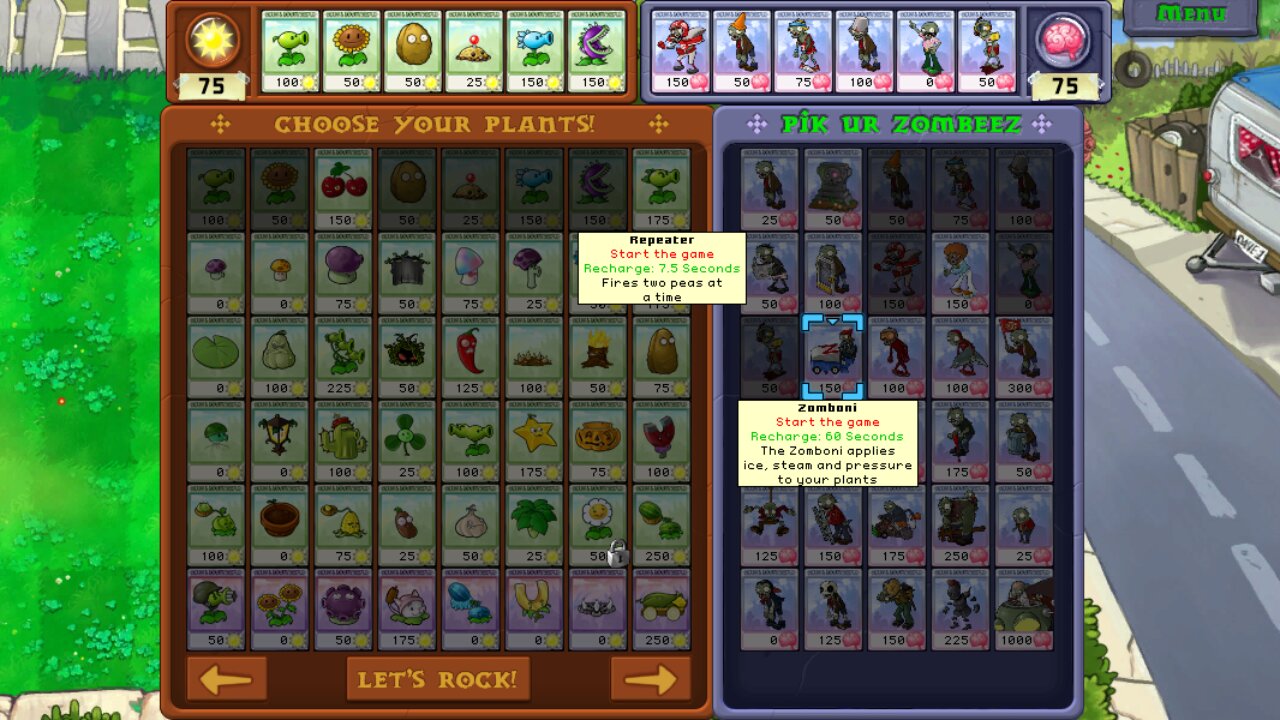 75
100 50 50 25 150 150
150 50 75 100 0 50
75
Menu
CHOOSE YOUR PLANTS!
PIK UR ZOMBEEZ
100 50 150 50 25 150 150 175
25 50 50 75 100
Repeater
Start the game
Recharge: 7.5 Seconds
Fires two peas at
a time
0 0 75 50 75 25
50 100 150 150 0
0 100 225 50 125 100 50 75
50 150 100 100 300
Zomboni
Start the game
Recharge: 60 Seconds
The Zomboni applies
ice, steam and pressure
to your plants
0 0 100 25 100 175 75 100
175 50
100 0 75 25 50 25 50 250
125 150 175 250 25
50 0 50 175 0 0 0 250
0 125 150 225 1000
LET'S ROCK!
DAVE1